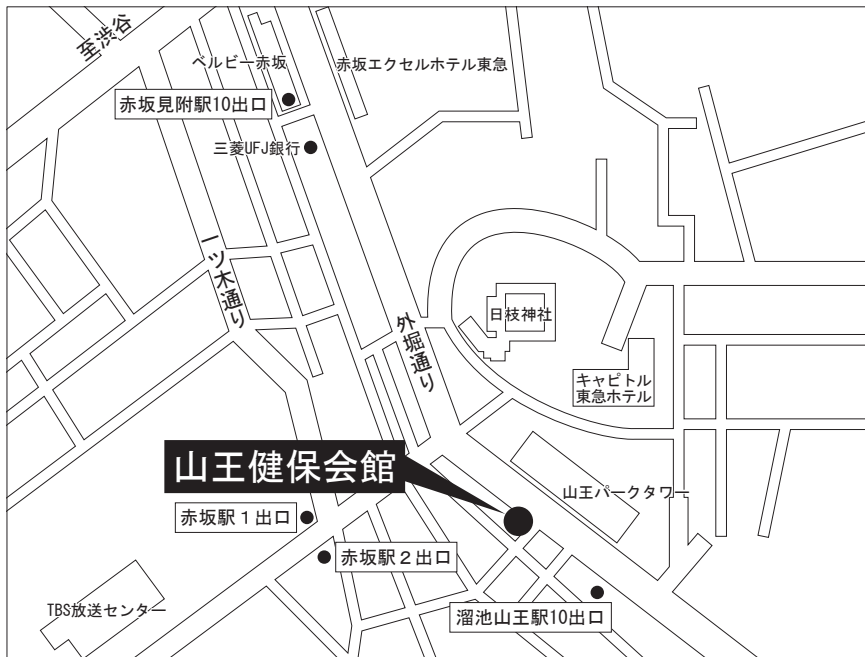 至渋谷
ベルビー赤坂
赤坂エクセルホテル東急
赤坂見附駅10出口
三菱UFJ銀行
一ツ木通り
外堀通り
日枝神社
キャピトル
東急ホテル
山王健保会館
山王パークタワー
赤坂駅1出口
赤坂駅2出口
TBS放送センター
溜池山王駅10出口